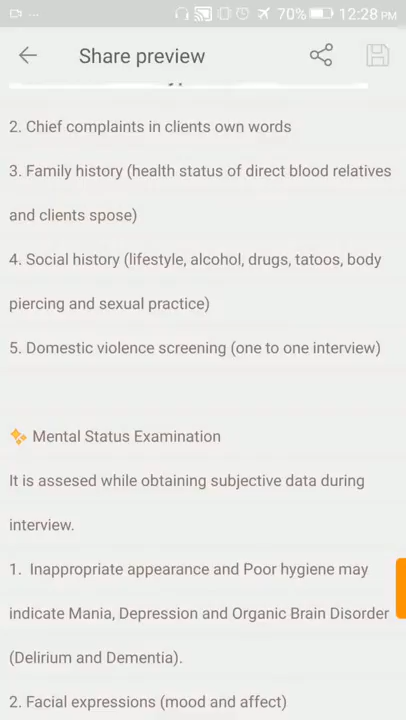 70% 12:28 PM
Share preview
2. Chief complaints in clients own words
3. Family history (health status of direct blood relatives
and clients spose)
4. Social history (lifestyle, alcohol, drugs, tatoos, body
piercing and sexual practice)
5. Domestic violence screening (one to one interview)
✨ Mental Status Examination
It is assesed while obtaining subjective data during
interview.
1. Inappropriate appearance and Poor hygiene may
indicate Mania, Depression and Organic Brain Disorder
(Delirium and Dementia).
2. Facial expressions (mood and affect)